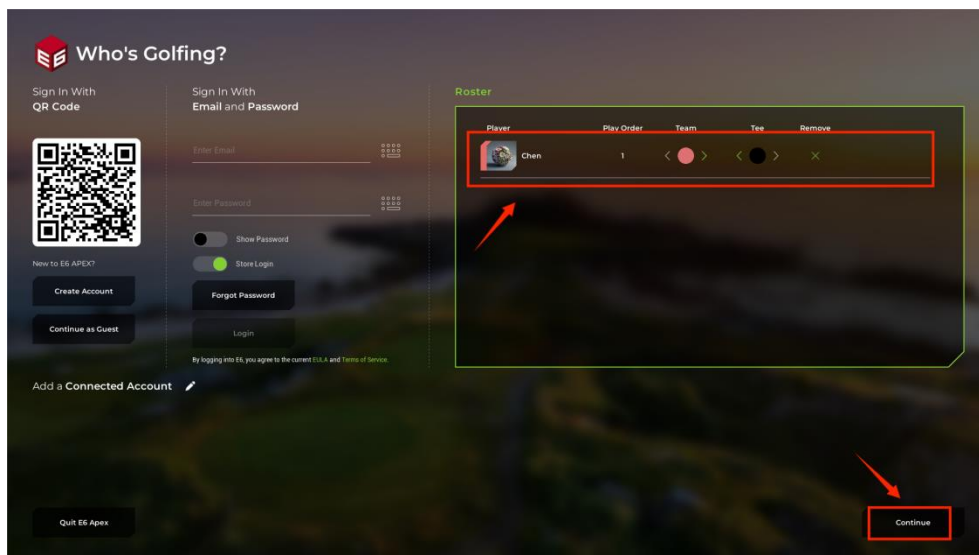 E6 Who's Golfing?
Sign In With
QR Code
New to E6 APEX?
Create Account
Continue as Guest
Sign In With
Email and Password
Enter Email
Enter Password
Show Password
Store Login
Forgot Password
Login
By logging into E6, you agree to the current EULA and Terms of Service.
Roster
Player Play Order Team Tee Remove
Chen 1 < > < > X
Add a Connected Account
Quit E6 Apex
Continue